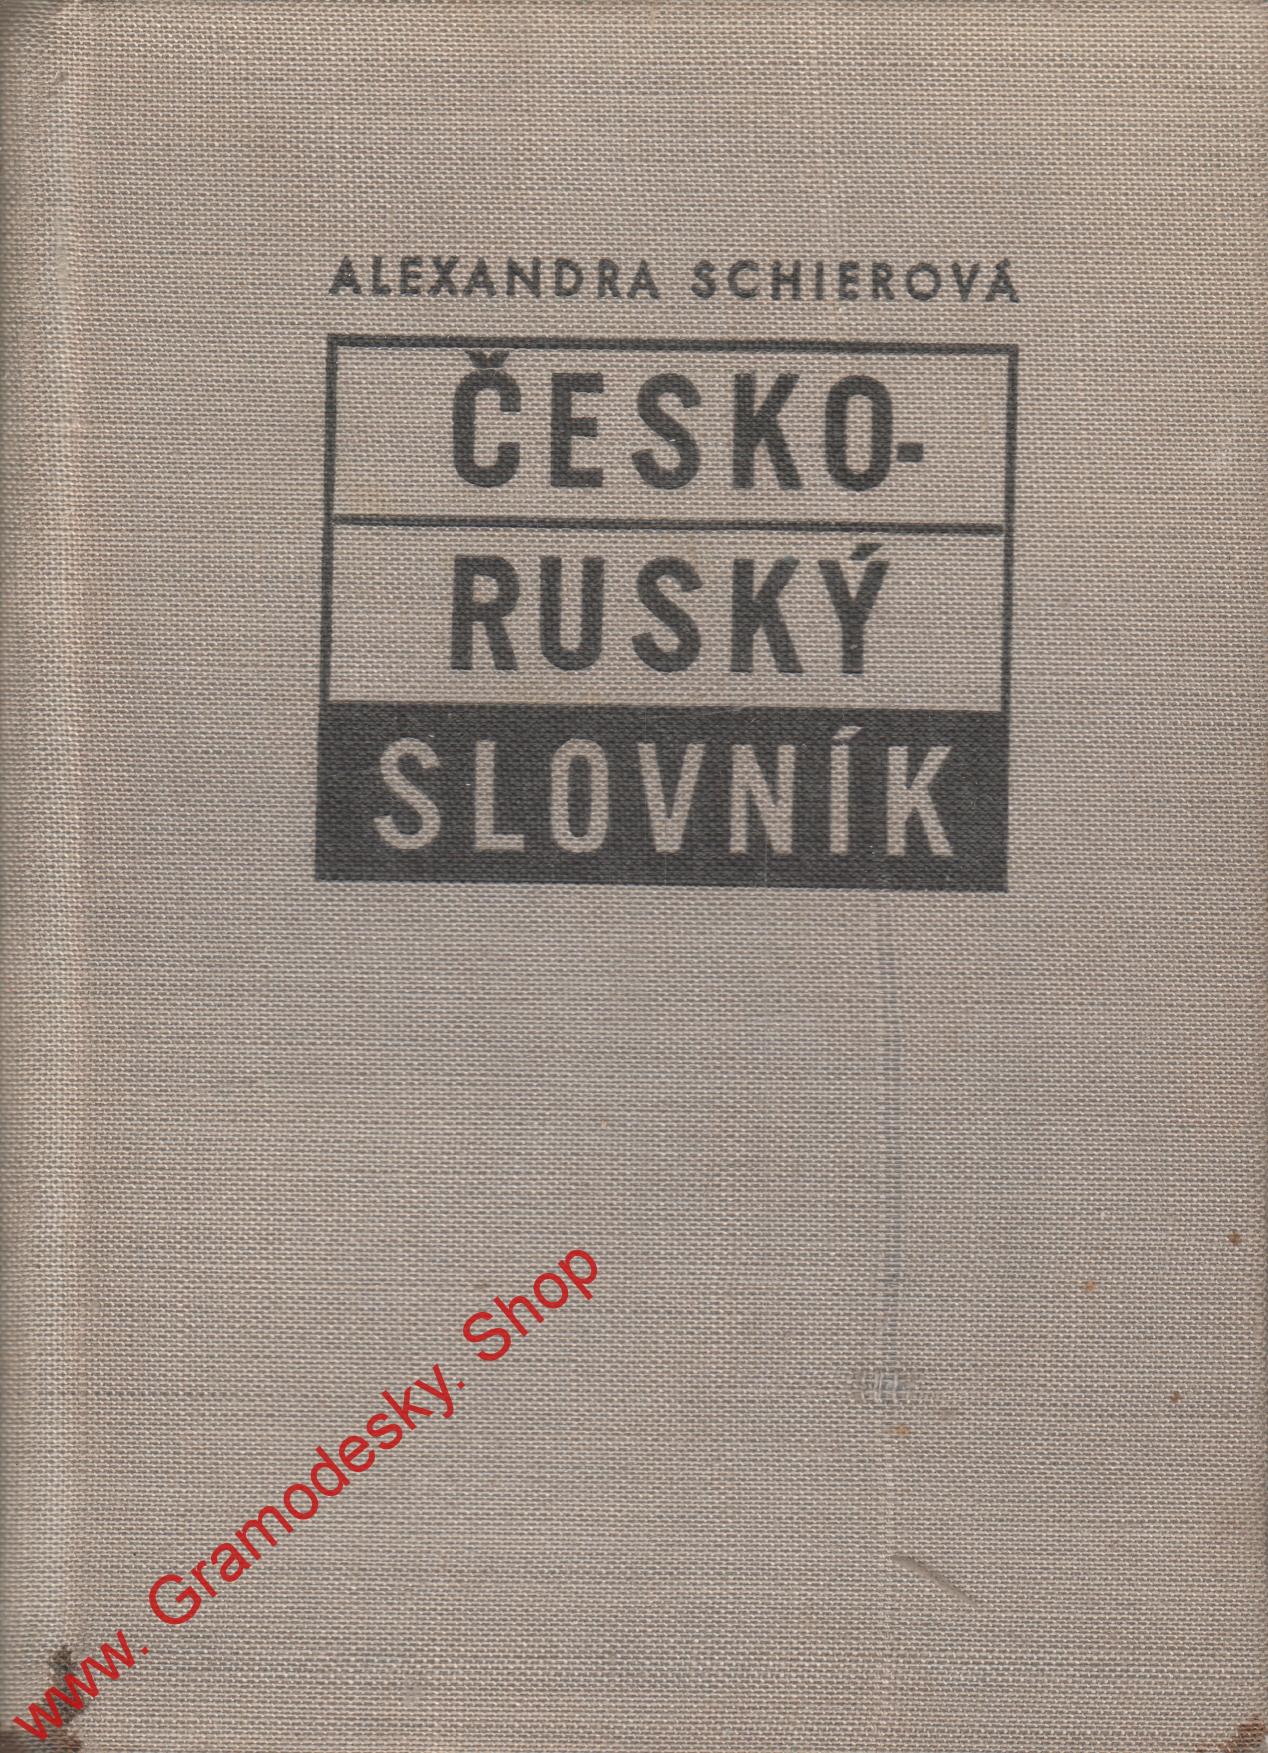 ALEXANDRA SCHIEROVÁ
ČESKO-
RUSKÝ
SLOVNÍK
www. Gramodesky. Shop